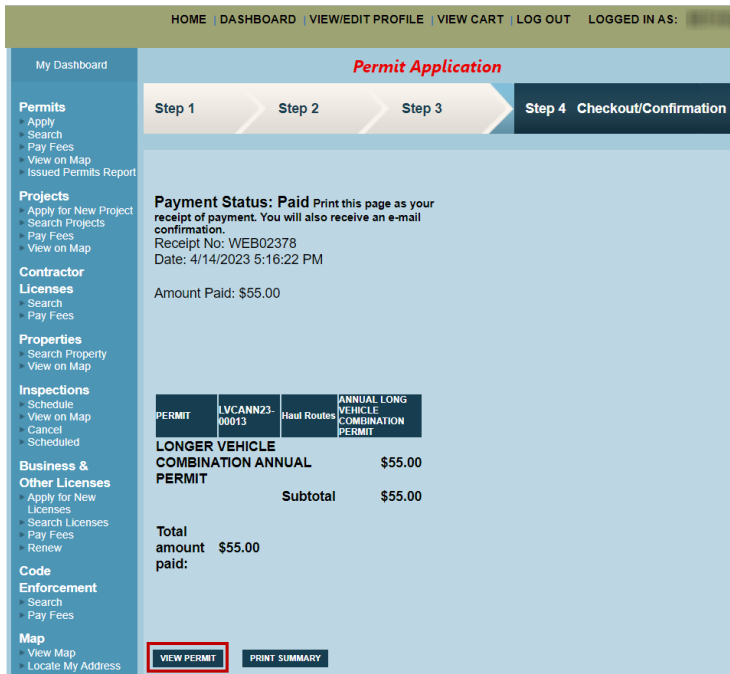 HOME | DASHBOARD | VIEW/EDIT PROFILE | VIEW CART | LOG OUT LOGGED IN AS:
My Dashboard
Permit Application
Step 1 Step 2 Step 3 Step 4 Checkout/Confirmation
Permits
Apply
Search
Pay Fees
View on Map
Issued Permits Report
Projects
Apply for New Project
Search Projects
Pay Fees
View on Map
Contractor
Licenses
Search
Pay Fees
Properties
Search Property
View on Map
Inspections
Schedule
View on Map
Cancel
Scheduled
Business &
Other Licenses
Apply for New
Licenses
Search Licenses
Pay Fees
Renew
Code
Enforcement
Search
Pay Fees
Map
View Map
Locate My Address
Payment Status: Paid Print this page as your
receipt of payment. You will also receive an e-mail
confirmation.
Receipt No: WEB02378
Date: 4/14/2023 5:16:22 PM
Amount Paid: $55.00
PERMIT
LVCANN23-
00013
Haul Routes
ANNUAL LONG
VEHICLE
COMBINATION
PERMIT
LONGER VEHICLE
COMBINATION ANNUAL $55.00
PERMIT
Subtotal $55.00
Total
amount $55.00
paid:
VIEW PERMIT PRINT SUMMARY